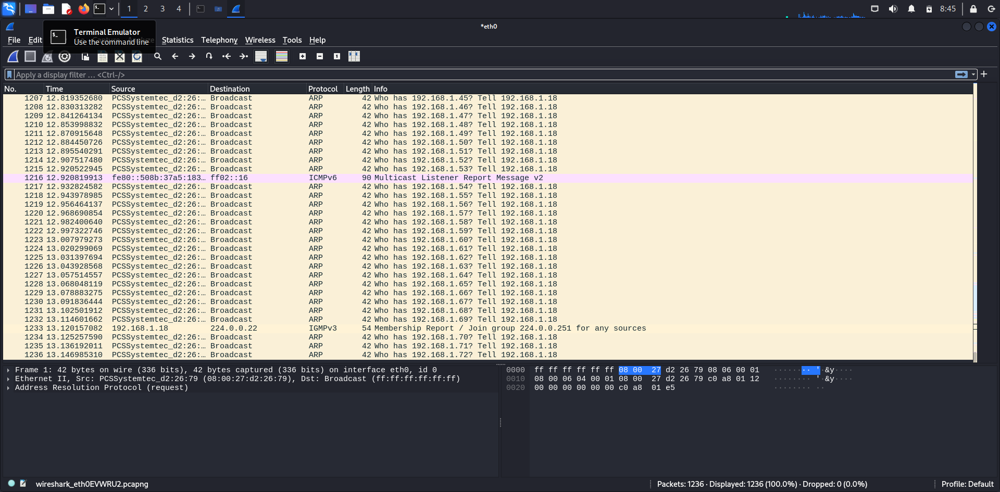 1 2 3 4 8:45
*eth0
Terminal Emulator
Use the command line
File Edit Statistics Telephony Wireless Tools Help
Apply a display filter … <Ctrl-/>
No. Time Source Destination Protocol Length Info
1207 12.819352680 PCSSystemtec_d2:26:… Broadcast ARP 42 Who has 192.168.1.45? Tell 192.168.1.18
1208 12.830313282 PCSSystemtec_d2:26:… Broadcast ARP 42 Who has 192.168.1.46? Tell 192.168.1.18
1209 12.841264134 PCSSystemtec_d2:26:… Broadcast ARP 42 Who has 192.168.1.47? Tell 192.168.1.18
1210 12.853998832 PCSSystemtec_d2:26:… Broadcast ARP 42 Who has 192.168.1.48? Tell 192.168.1.18
1211 12.870915648 PCSSystemtec_d2:26:… Broadcast ARP 42 Who has 192.168.1.49? Tell 192.168.1.18
1212 12.884450726 PCSSystemtec_d2:26:… Broadcast ARP 42 Who has 192.168.1.50? Tell 192.168.1.18
1213 12.895540291 PCSSystemtec_d2:26:… Broadcast ARP 42 Who has 192.168.1.51? Tell 192.168.1.18
1214 12.907517480 PCSSystemtec_d2:26:… Broadcast ARP 42 Who has 192.168.1.52? Tell 192.168.1.18
1215 12.920522945 PCSSystemtec_d2:26:… Broadcast ARP 42 Who has 192.168.1.53? Tell 192.168.1.18
1216 12.920819913 fe80::508b:37a5:183… ff02::16 ICMPv6 90 Multicast Listener Report Message v2
1217 12.932824582 PCSSystemtec_d2:26:… Broadcast ARP 42 Who has 192.168.1.54? Tell 192.168.1.18
1218 12.943978985 PCSSystemtec_d2:26:… Broadcast ARP 42 Who has 192.168.1.55? Tell 192.168.1.18
1219 12.956464137 PCSSystemtec_d2:26:… Broadcast ARP 42 Who has 192.168.1.56? Tell 192.168.1.18
1220 12.968690854 PCSSystemtec_d2:26:… Broadcast ARP 42 Who has 192.168.1.57? Tell 192.168.1.18
1221 12.982400640 PCSSystemtec_d2:26:… Broadcast ARP 42 Who has 192.168.1.58? Tell 192.168.1.18
1222 12.997322746 PCSSystemtec_d2:26:… Broadcast ARP 42 Who has 192.168.1.59? Tell 192.168.1.18
1223 13.007979273 PCSSystemtec_d2:26:… Broadcast ARP 42 Who has 192.168.1.60? Tell 192.168.1.18
1224 13.020299069 PCSSystemtec_d2:26:… Broadcast ARP 42 Who has 192.168.1.61? Tell 192.168.1.18
1225 13.031397694 PCSSystemtec_d2:26:… Broadcast ARP 42 Who has 192.168.1.62? Tell 192.168.1.18
1226 13.043928568 PCSSystemtec_d2:26:… Broadcast ARP 42 Who has 192.168.1.63? Tell 192.168.1.18
1227 13.057514557 PCSSystemtec_d2:26:… Broadcast ARP 42 Who has 192.168.1.64? Tell 192.168.1.18
1228 13.068048119 PCSSystemtec_d2:26:… Broadcast ARP 42 Who has 192.168.1.65? Tell 192.168.1.18
1229 13.078883275 PCSSystemtec_d2:26:… Broadcast ARP 42 Who has 192.168.1.66? Tell 192.168.1.18
1230 13.091836444 PCSSystemtec_d2:26:… Broadcast ARP 42 Who has 192.168.1.67? Tell 192.168.1.18
1231 13.102501912 PCSSystemtec_d2:26:… Broadcast ARP 42 Who has 192.168.1.68? Tell 192.168.1.18
1232 13.114601662 PCSSystemtec_d2:26:… Broadcast ARP 42 Who has 192.168.1.69? Tell 192.168.1.18
1233 13.120157082 192.168.1.18 224.0.0.22 IGMPv3 54 Membership Report / Join group 224.0.0.251 for any sources
1234 13.125257590 PCSSystemtec_d2:26:… Broadcast ARP 42 Who has 192.168.1.70? Tell 192.168.1.18
1235 13.136192011 PCSSystemtec_d2:26:… Broadcast ARP 42 Who has 192.168.1.71? Tell 192.168.1.18
1236 13.146985310 PCSSystemtec_d2:26:… Broadcast ARP 42 Who has 192.168.1.72? Tell 192.168.1.18
Frame 1: 42 bytes on wire (336 bits), 42 bytes captured (336 bits) on interface eth0, id 0
Ethernet II, Src: PCSSystemtec_d2:26:79 (08:00:27:d2:26:79), Dst: Broadcast (ff:ff:ff:ff:ff:ff)
Address Resolution Protocol (request)
0000 ff ff ff ff ff ff 08 00 27 d2 26 79 08 06 00 01 ········ '·&y····
0010 08 00 06 04 00 01 08 00 27 d2 26 79 c0 a8 01 12 ········ '·&y····
0020 00 00 00 00 00 00 c0 a8 01 e5 ········ ··
wireshark_eth0EVWRU2.pcapng Packets: 1236 · Displayed: 1236 (100.0%) · Dropped: 0 (0.0%) Profile: Default